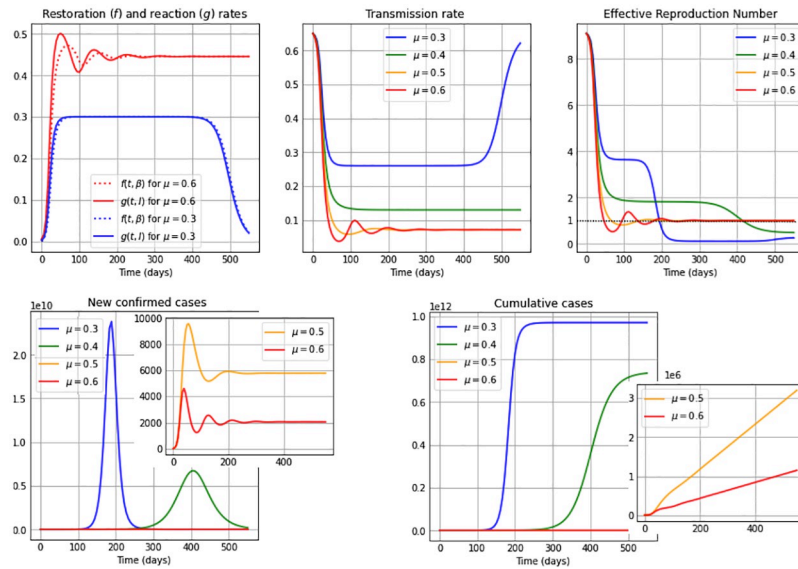 Restoration (f) and reaction (g) rates
0.5
0.4
0.3
0.2
0.1
0.0
f(t, β) for μ = 0.6
g(t, I) for μ = 0.6
f(t, β) for μ = 0.3
g(t, I) for μ = 0.3
0 100 200 300 400 500
Time (days)
Transmission rate
0.6
0.5
0.4
0.3
0.2
0.1
μ = 0.3
μ = 0.4
μ = 0.5
μ = 0.6
0 100 200 300 400 500
Time (days)
Effective Reproduction Number
8
6
4
2
1
0
μ = 0.3
μ = 0.4
μ = 0.5
μ = 0.6
0 100 200 300 400 500
Time (days)
New confirmed cases
1e10
2.0
1.5
1.0
0.5
0.0
μ = 0.3
μ = 0.4
μ = 0.5
μ = 0.6
0 100 200 300 400 500
Time (days)
10000
8000
6000
4000
2000
0
μ = 0.5
μ = 0.6
0 200 400
Cumulative cases
1e12
1.0
0.8
0.6
0.4
0.2
0.0
μ = 0.3
μ = 0.4
μ = 0.5
μ = 0.6
0 100 200 300 400 500
Time (days)
1e6
3
2
1
0
μ = 0.5
μ = 0.6
0 200 400